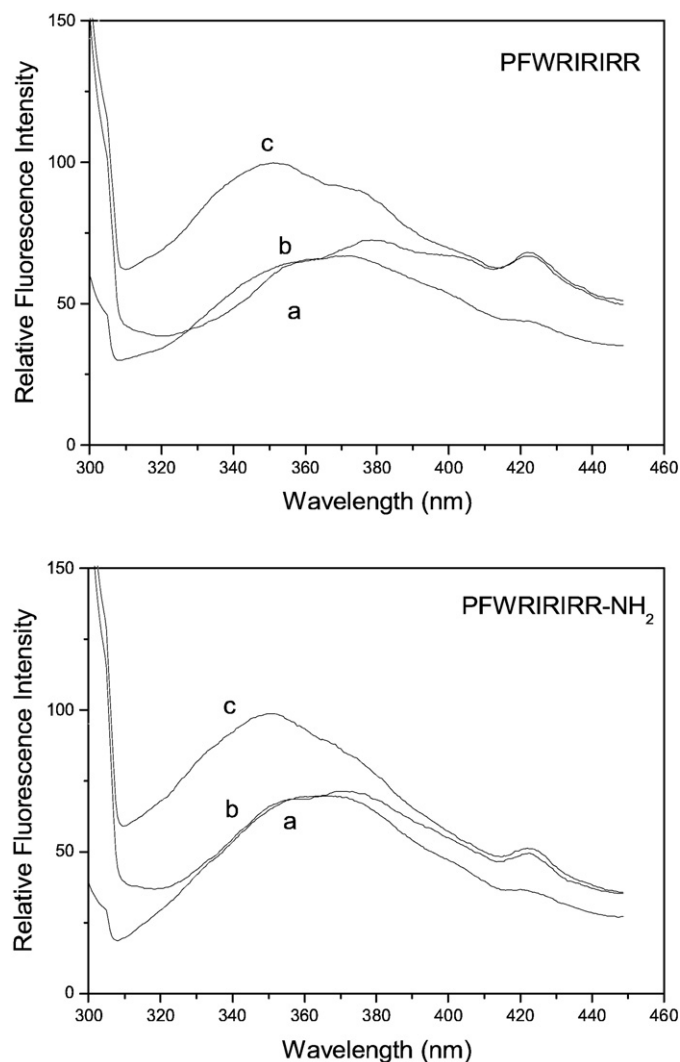 150
PFWRIRIRR
c
100
b
a
50
0
300 320 340 360 380 400 420 440 460
Relative Fluorescence Intensity
Wavelength (nm)
150
PFWRIRIRR-NH₂
c
100
b a
50
0
300 320 340 360 380 400 420 440 460
Relative Fluorescence Intensity
Wavelength (nm)